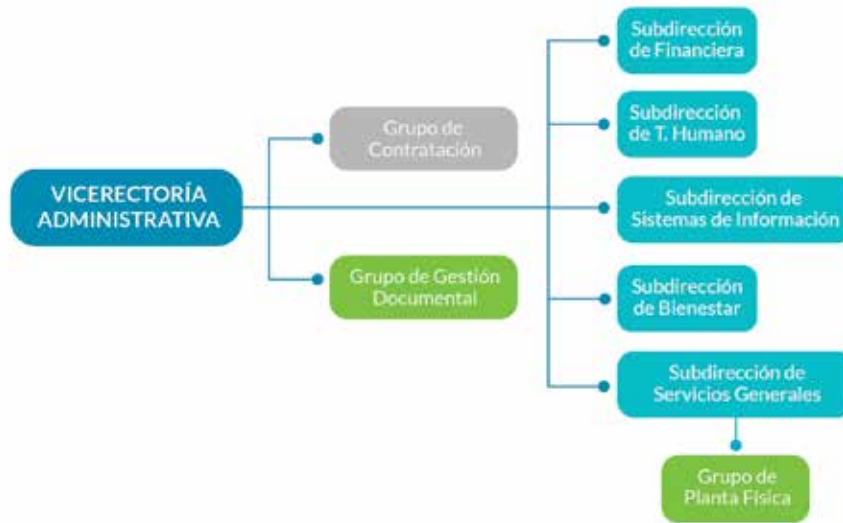 VICERECTORÍA
ADMINISTRATIVA
Grupo de
Contratación
Grupo de Gestión
Documental
Subdirección
de Financiera
Subdirección
de T. Humano
Subdirección de
Sistemas de Información
Subdirección
de Bienestar
Subdirección de
Servicios Generales
Grupo de
Planta Física